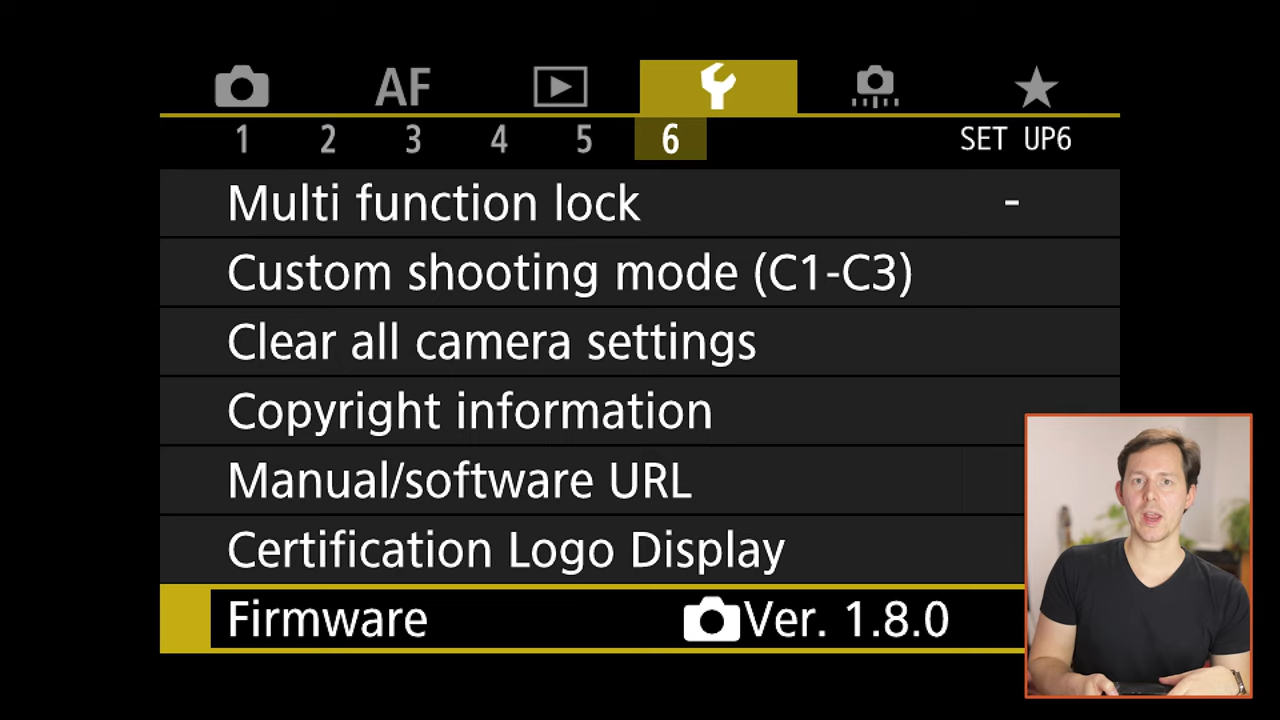 AF
1 2 3 4 5 6 SET UP6
Multi function lock -
Custom shooting mode (C1-C3)
Clear all camera settings
Copyright information
Manual/software URL
Certification Logo Display
Firmware Ver. 1.8.0